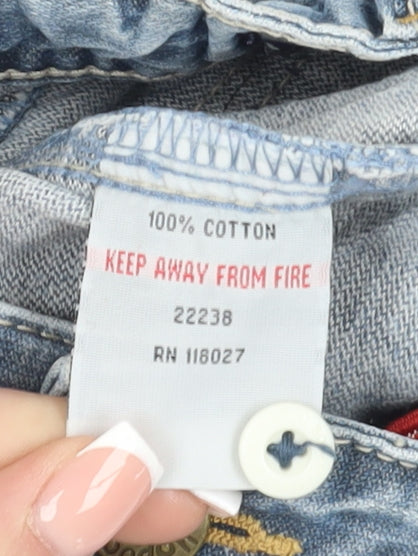 100% COTTON
KEEP AWAY FROM FIRE
22238
RN 118027